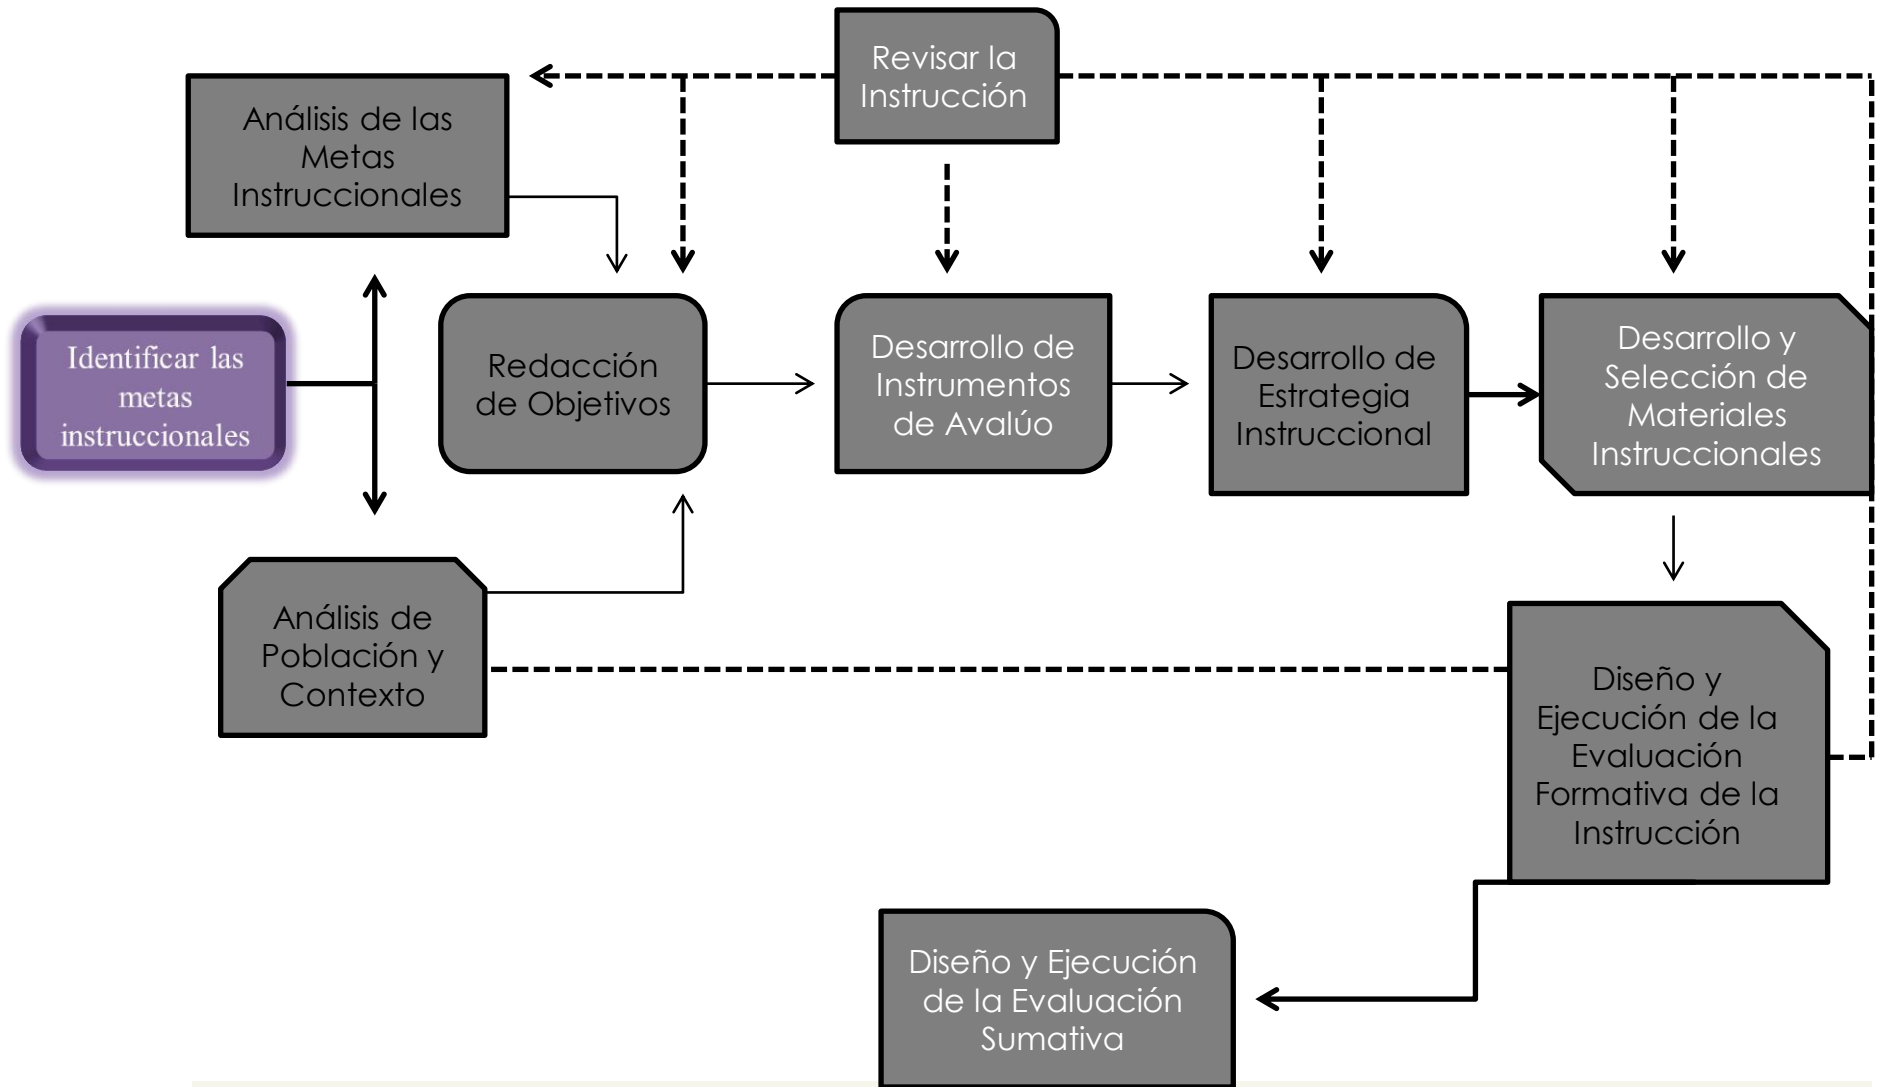 Revisar la
Instrucción
Análisis de las
Metas
Instruccionales
Identificar las
metas
instruccionales
Redacción
de Objetivos
Desarrollo de
Instrumentos
de Avalúo
Desarrollo de
Estrategia
Instruccional
Desarrollo y
Selección de
Materiales
Instruccionales
Análisis de
Población y
Contexto
Diseño y
Ejecución de la
Evaluación
Formativa de la
Instrucción
Diseño y Ejecución
de la Evaluación
Sumativa